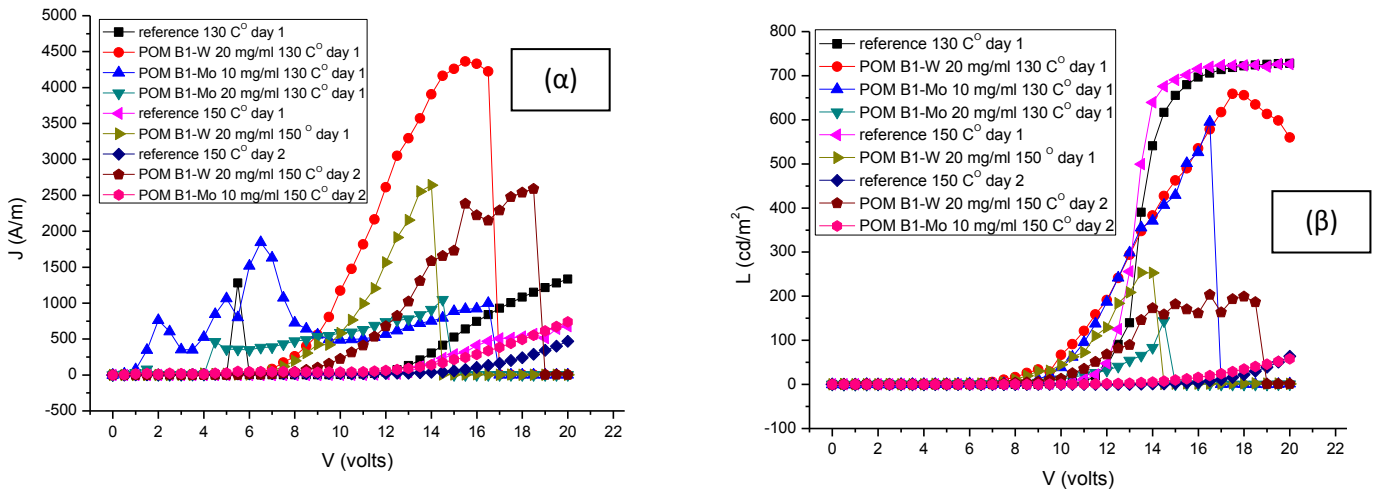 reference 130 C^O day 1
POM B1-W 20 mg/ml 130 C^O day 1
POM B1-Mo 10 mg/ml 130 C^O day 1
POM B1-Mo 20 mg/ml 130 C^O day 1
reference 150 C^O day 1
POM B1-W 20 mg/ml 150 ^O day 1
reference 150 C^O day 2
POM B1-W 20 mg/ml 150 C^O day 2
POM B1-Mo 10 mg/ml 150 C^O day 2
(α)
5000
4500
4000
3500
3000
2500
2000
1500
1000
500
0
-500
J (A/m)
0 2 4 6 8 10 12 14 16 18 20 22
V (volts)
reference 130 C^O day 1
POM B1-W 20 mg/ml 130 C^O day 1
POM B1-Mo 10 mg/ml 130 C^O day 1
POM B1-Mo 20 mg/ml 130 C^O day 1
reference 150 C^O day 1
POM B1-W 20 mg/ml 150 ^O day 1
reference 150 C^O day 2
POM B1-W 20 mg/ml 150 C^O day 2
POM B1-Mo 10 mg/ml 150 C^O day 2
(β)
800
700
600
500
400
300
200
100
0
-100
L (cd/m²)
0 2 4 6 8 10 12 14 16 18 20 22
V (volts)